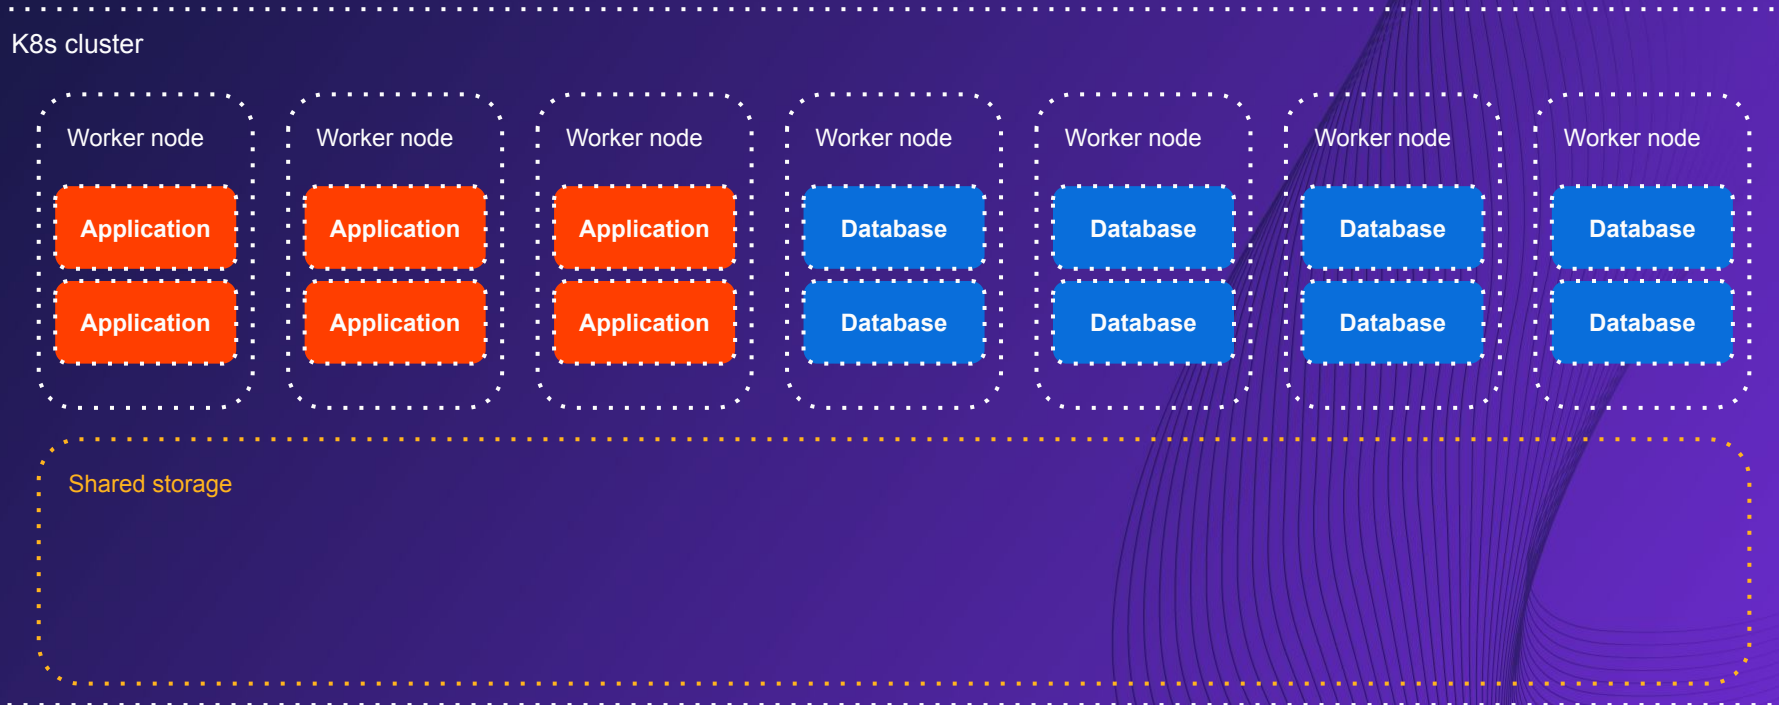 K8s cluster
Worker node Worker node Worker node Worker node Worker node Worker node Worker node
Application Application Application Database Database Database Database
Application Application Application Database Database Database Database
Shared storage